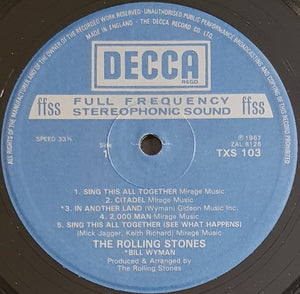 ALL RIGHTS OF THE MANUFACTURER AND OF THE OWNER OF THE RECORDED WORK RESERVED · UNAUTHORISED PUBLIC PERFORMANCE BROADCASTING AND COPYING OF THIS RECORD PROHIBITED
MADE IN ENGLAND · THE DECCA RECORD CO. LTD.
DECCA
REGD.
ffss FULL FREQUENCY ffss
STEREOPHONIC SOUND
SPEED 33⅓
Side
1
℗ 1967
ZAL 8126
TXS 103
1. SING THIS ALL TOGETHER Mirage Music
2. CITADEL Mirage Music
*3. IN ANOTHER LAND (Wyman) Gideon Music Inc.
4. 2,000 MAN Mirage Music
5. SING THIS ALL TOGETHER (SEE WHAT HAPPENS)
(Mick Jagger, Keith Richard) Mirage Music
THE ROLLING STONES
*BILL WYMAN
Produced & Arranged by
The Rolling Stones